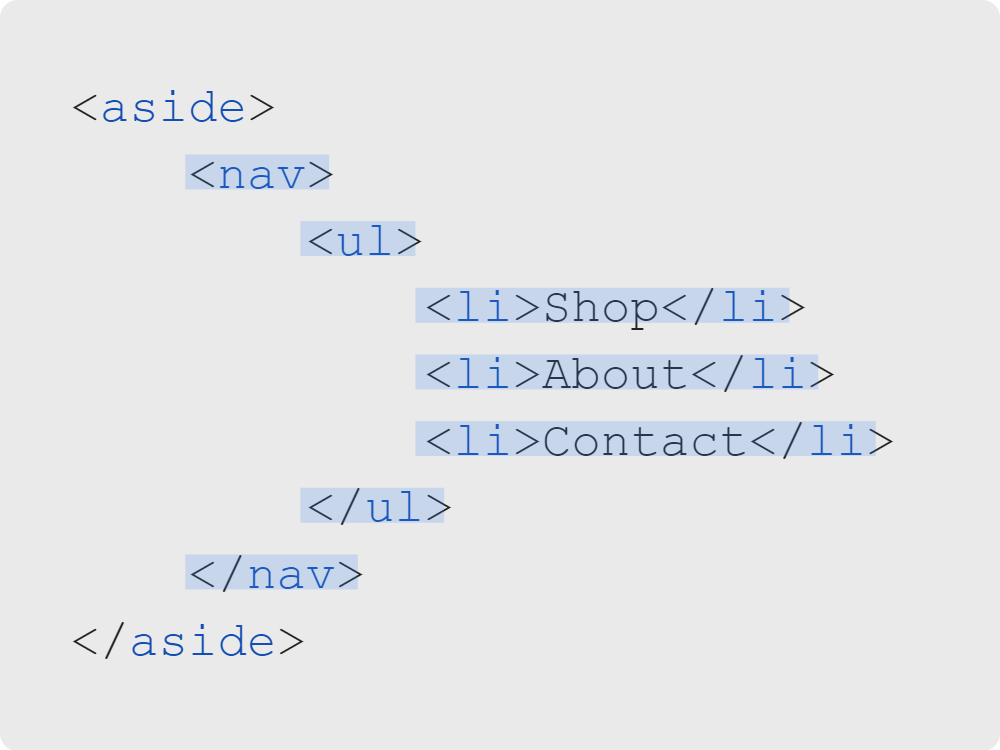 <aside>
<nav>
<ul>
<li>Shop</li>
<li>About</li>
<li>Contact</li>
</ul>
</nav>
</aside>